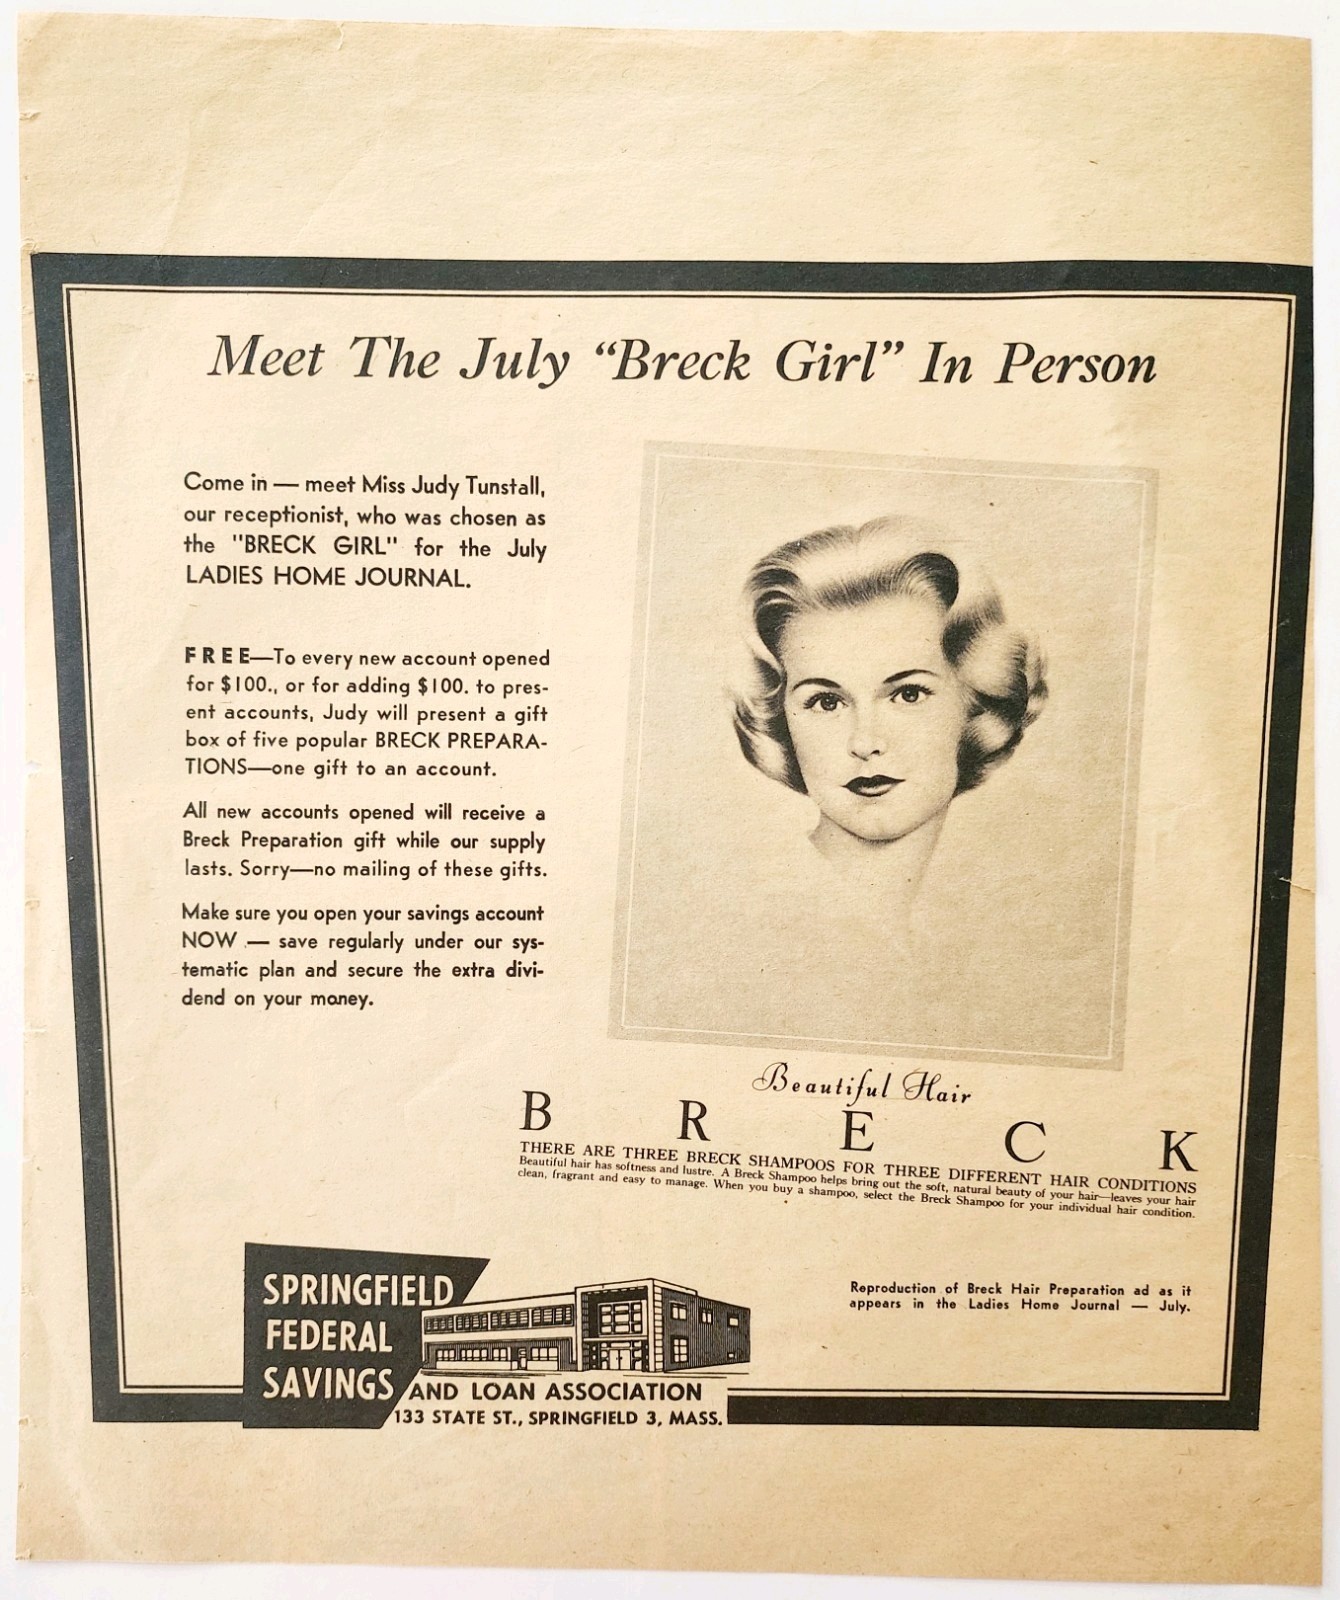 Meet The July “Breck Girl” In Person
Come in — meet Miss Judy Tunstall,
our receptionist, who was chosen as
the "BRECK GIRL" for the July
LADIES HOME JOURNAL.
FREE—To every new account opened
for $100., or for adding $100. to pres-
ent accounts, Judy will present a gift
box of five popular BRECK PREPARA-
TIONS—one gift to an account.
All new accounts opened will receive a
Breck Preparation gift while our supply
lasts. Sorry—no mailing of these gifts.
Make sure you open your savings account
NOW — save regularly under our sys-
tematic plan and secure the extra divi-
dend on your money.
Beautiful Hair
B R E C K
THERE ARE THREE BRECK SHAMPOOS FOR THREE DIFFERENT HAIR CONDITIONS
Beautiful hair has softness and lustre. A Breck Shampoo helps bring out the soft, natural beauty of your hair—leaves your hair
clean, fragrant and easy to manage. When you buy a shampoo, select the Breck Shampoo for your individual hair condition.
Reproduction of Breck Hair Preparation ad as it
appears in the Ladies Home Journal — July.
SPRINGFIELD
FEDERAL
SAVINGS
AND LOAN ASSOCIATION
133 STATE ST., SPRINGFIELD 3, MASS.